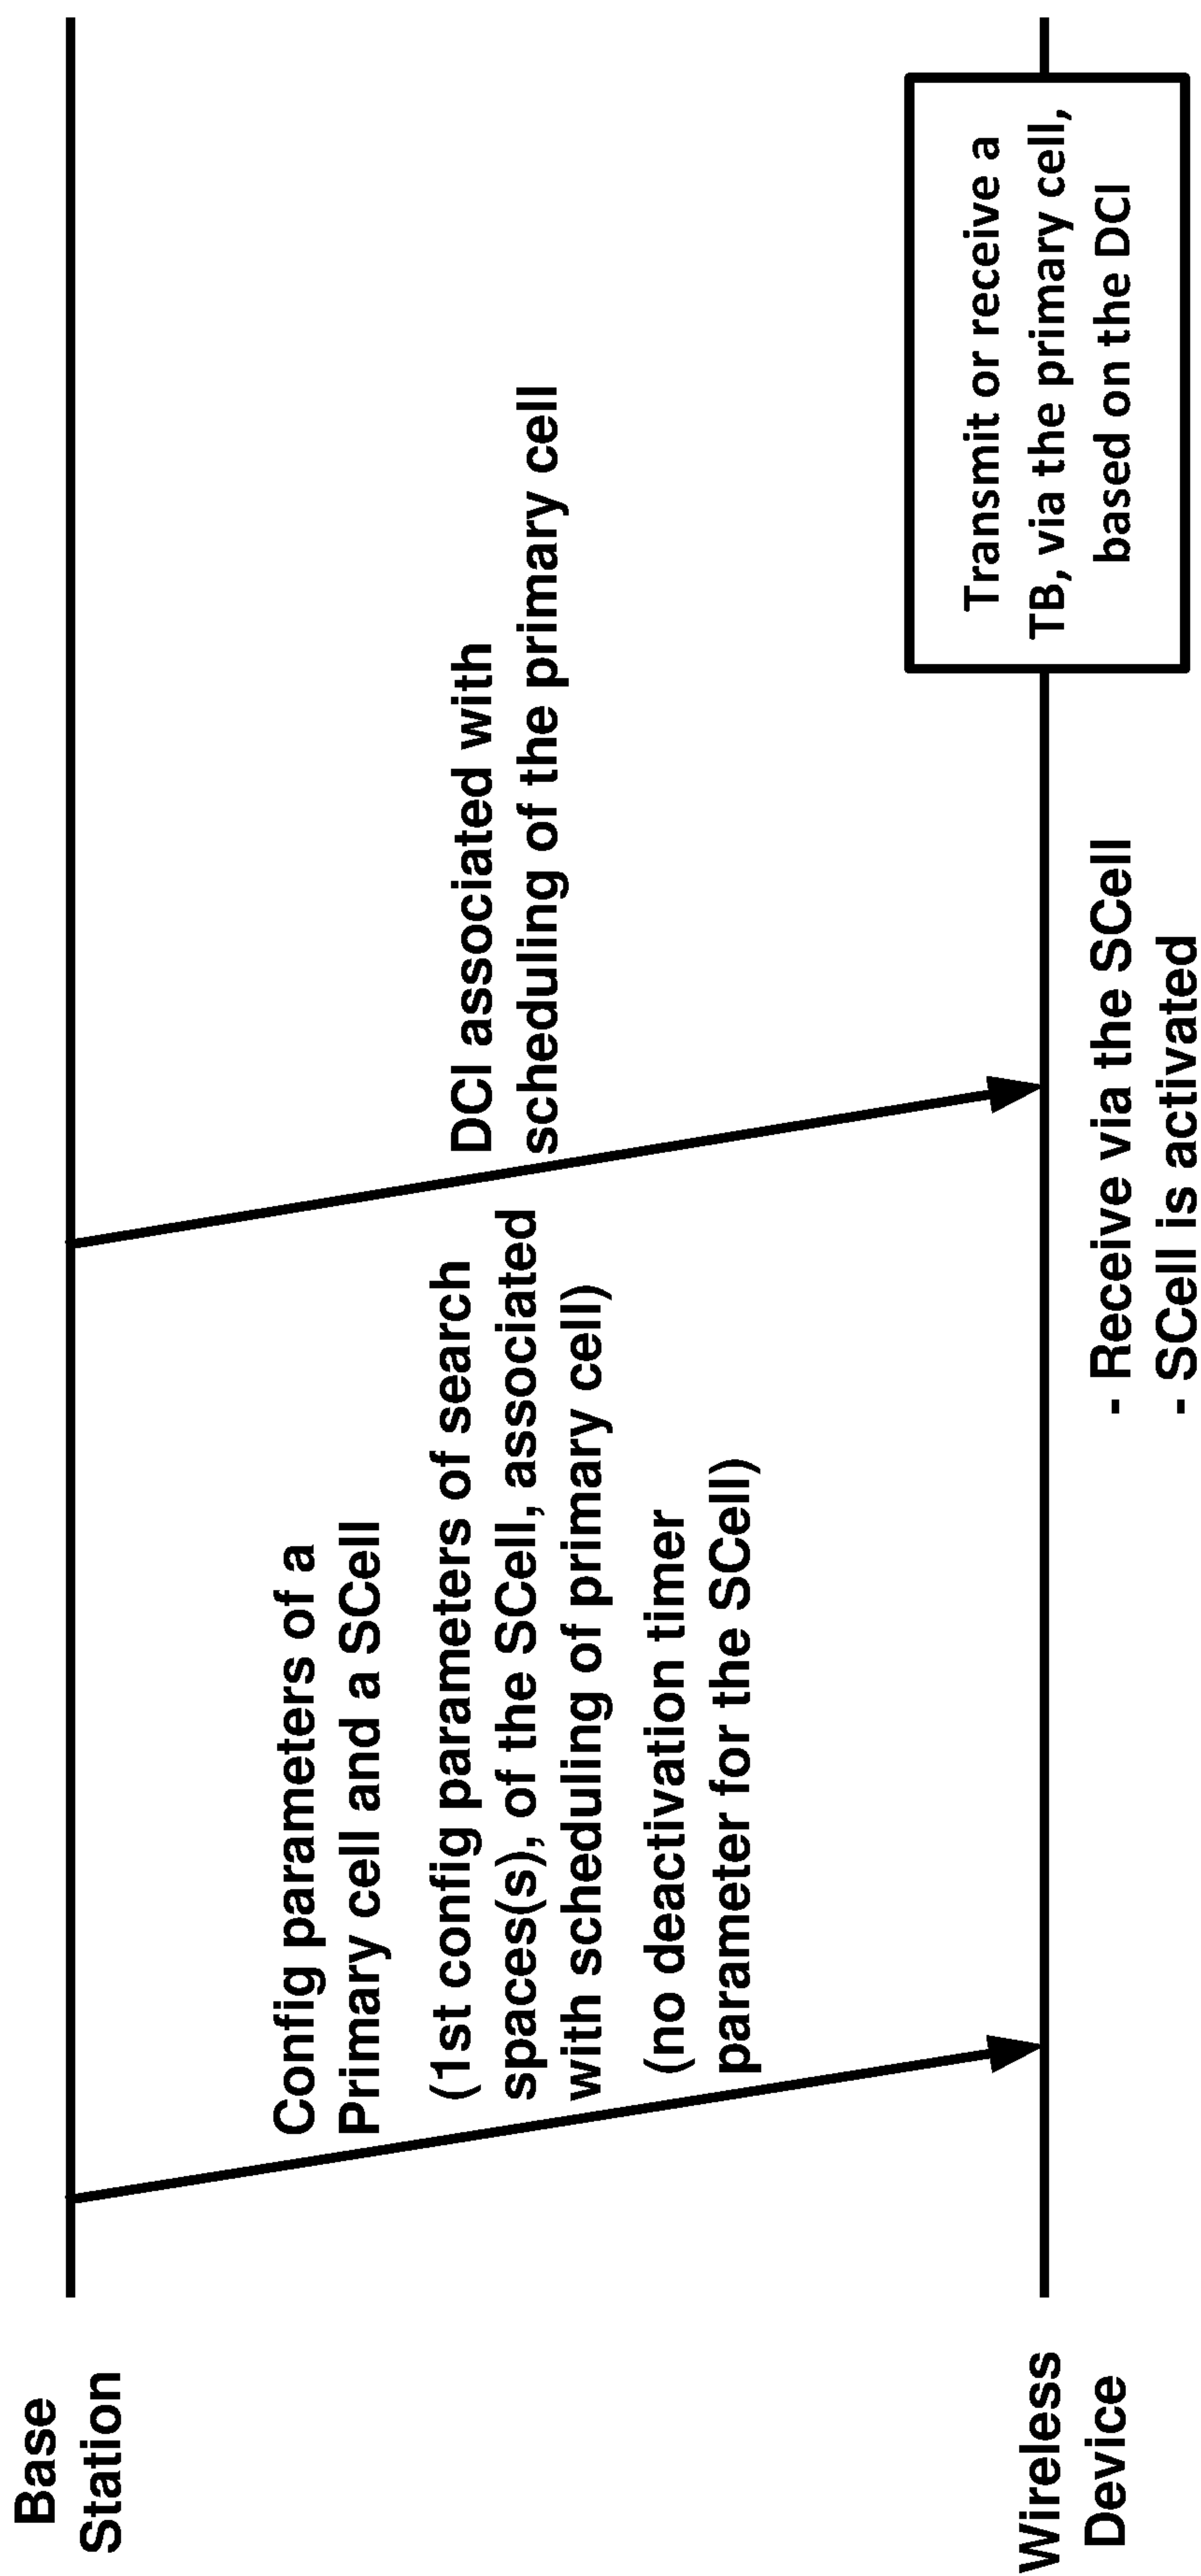 Base
Station
Config parameters of a
Primary cell and a SCell
(1st config parameters of search
spaces(s), of the SCell, associated
with scheduling of primary cell)
(no deactivation timer
parameter for the SCell)
DCI associated with
scheduling of the primary cell
Wireless
Device
- Receive via the SCell
- SCell is activated
Transmit or receive a
TB, via the primary cell,
based on the DCI